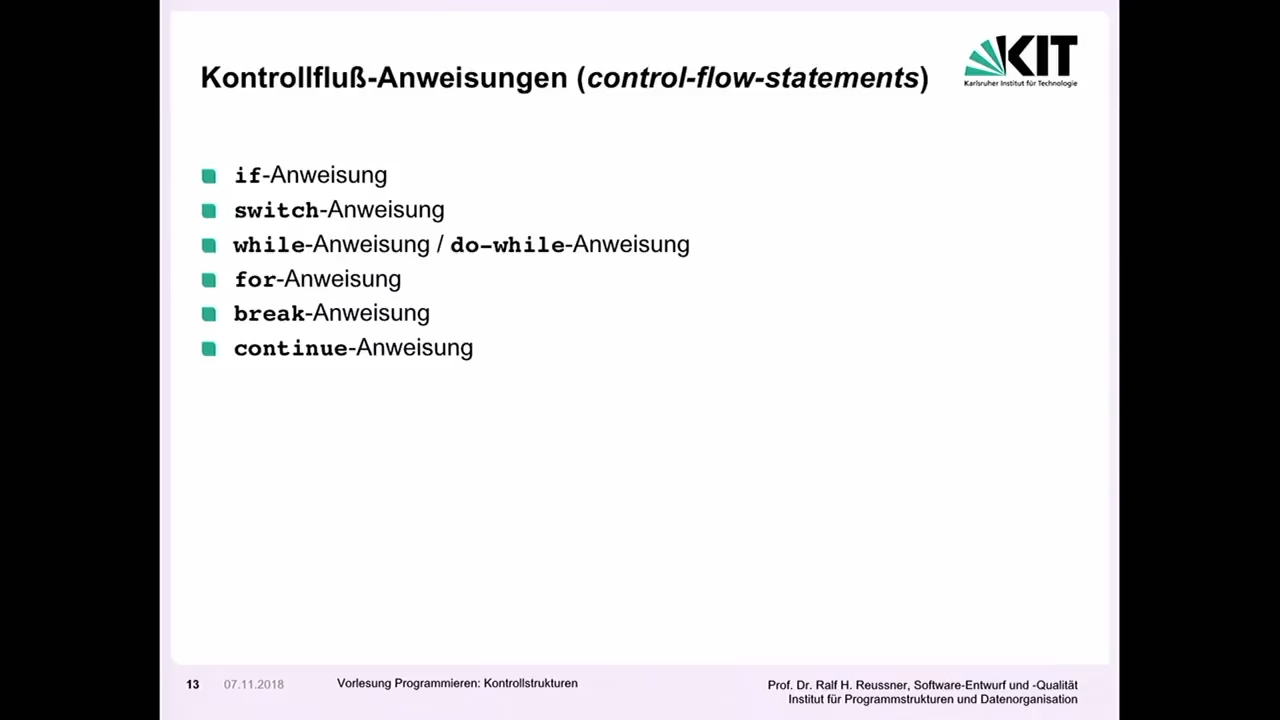 Kontrollfluß-Anweisungen (control-flow-statements)
KIT
Karlsruher Institut für Technologie
if-Anweisung
switch-Anweisung
while-Anweisung / do-while-Anweisung
for-Anweisung
break-Anweisung
continue-Anweisung
13 07.11.2018 Vorlesung Programmieren: Kontrollstrukturen
Prof. Dr. Ralf H. Reussner, Software-Entwurf und -Qualität
Institut für Programmstrukturen und Datenorganisation